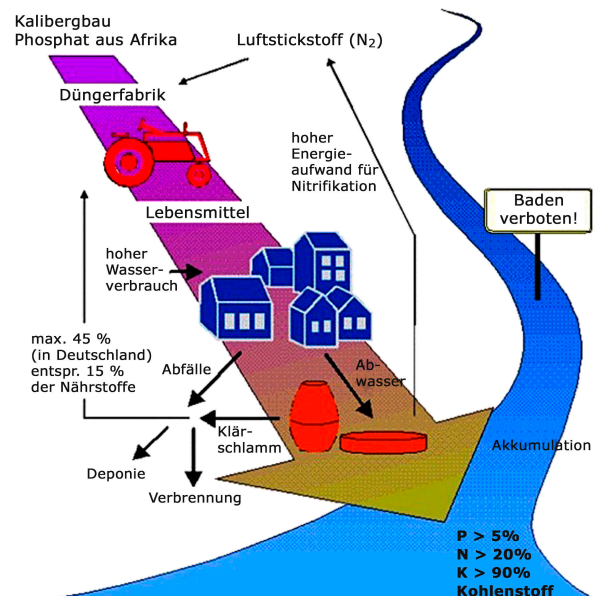 Kalibergbau
Phosphat aus Afrika
Luftstickstoff (N₂)
Düngerfabrik
hoher
Energie-
aufwand für
Nitrifikation
Baden
verboten!
Lebensmittel
hoher
Wasser-
verbrauch
max. 45 %
(in Deutschland)
entspr. 15 %
der Nährstoffe
Abfälle
Ab-
wasser
Klär-
schlamm
Akkumulation
Deponie
Verbrennung
P > 5%
N > 20%
K > 90%
Kohlenstoff